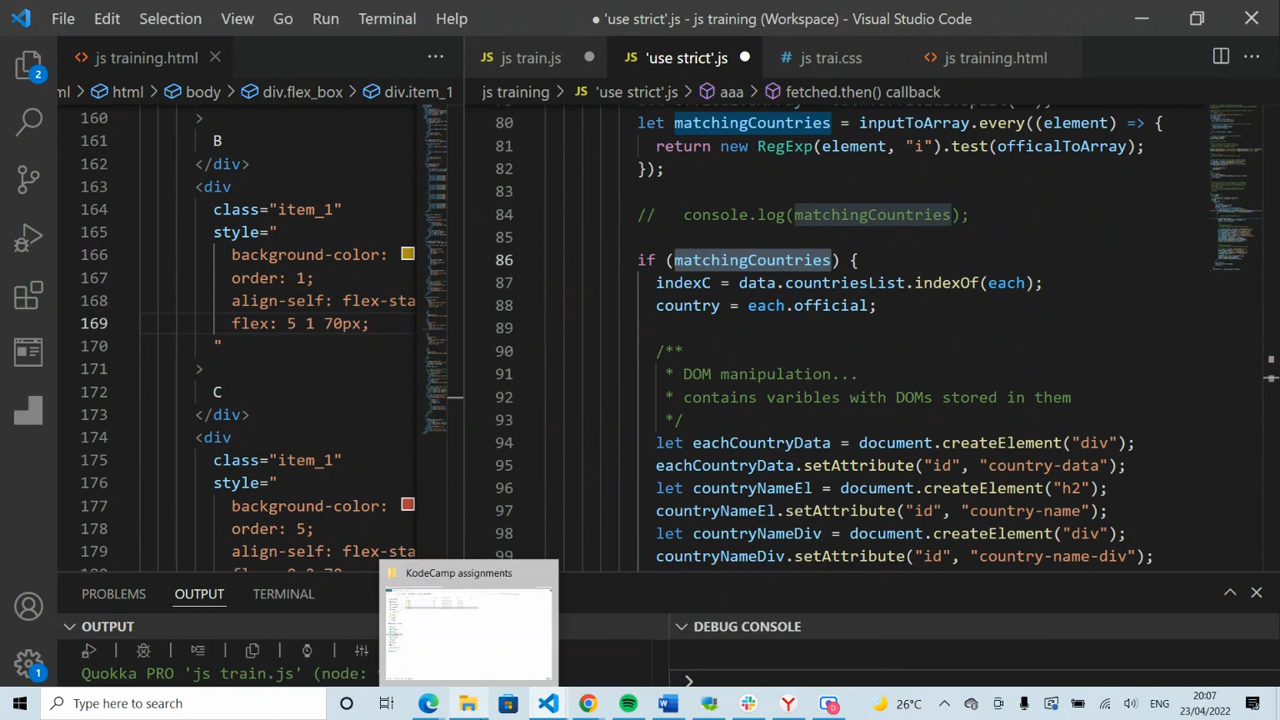 File Edit Selection View Go Run Terminal Help
● 'use strict'.js - js training (Workspace) - Visual Studio Code
js training.html
js train.js
'use strict'.js
js trai.css
js training.html
ml > html > body > div.flex_box > div.item_1
js training > 'use strict'.js > aaa > fetched.then() callback
160 >
161 B
162 </div>
163 <div
164 class="item_1"
165 style="
166 background-color:
167 order: 1;
168 align-self: flex-sta
169 flex: 5 1 70px;
170 "
171 >
172 C
173 </div>
174 <div
175 class="item_1"
176 style="
177 background-color:
178 order: 5;
179 align-self: flex-sta
80 let matchingCountries = inputToArray.every((element) => {
81 return new RegExp(element, "i").test(officalToArray);
82 });
83
84 // console.log(matchingCountries);
85
86 if (matchingCountries) {
87 indexC = data.countrieList.indexOf(each);
88 country = each.official;
89
90 /**
91 * DOM manipulation...
92 * contains varibles wiwh DOMs stored in them
93 */
94 let eachCountryData = document.createElement("div");
95 eachCountryData.setAttribute("id", "country-data");
96 let countryNameEl = document.createElement("h2");
97 countryNameEl.setAttribute("id", "country-name");
98 let countryNameDiv = document.createElement("div");
99 countryNameDiv.setAttribute("id", "country-name-div");
2
1
KodeCamp assignments
OUTPUT
TERMINAL
OUTPU
DEBUG CONSOLE
Quokka PRO 'js train.js' (node:
Type here to search
26°C
20:07
23/04/2022